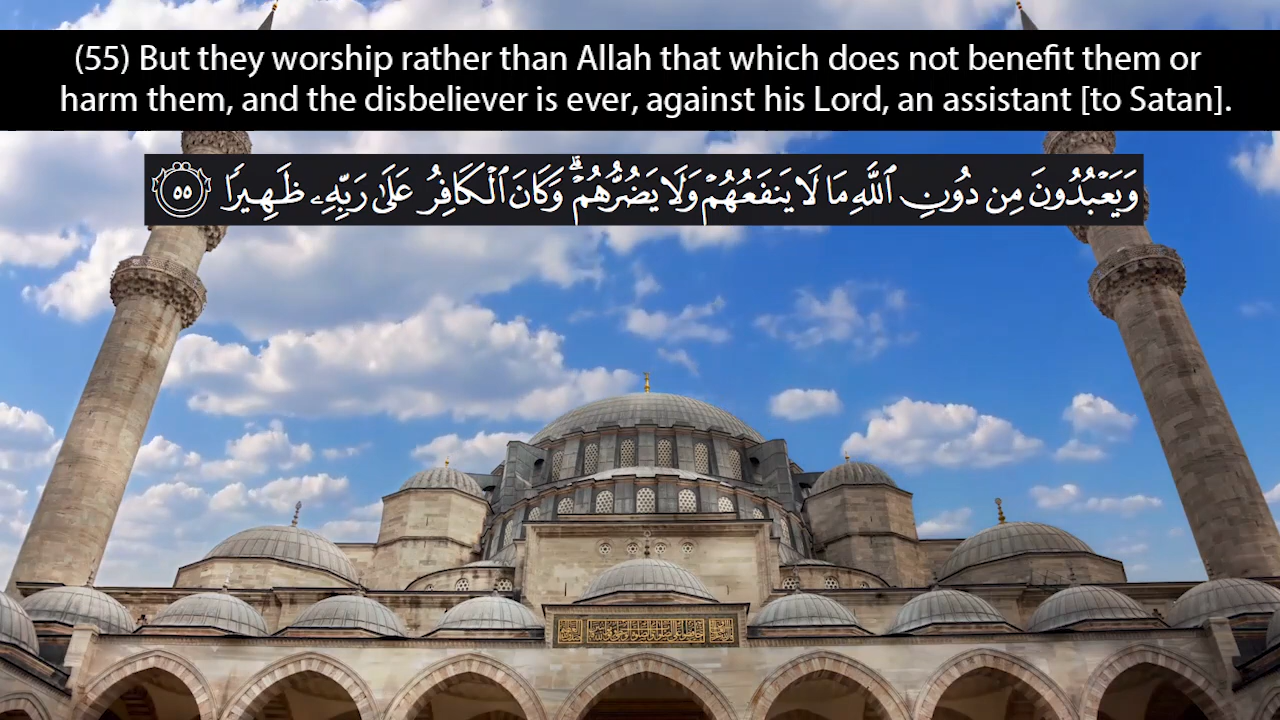 (55) But they worship rather than Allah that which does not benefit them or
harm them, and the disbeliever is ever, against his Lord, an assistant [to Satan].
وَيَعْبُدُونَ مِن دُونِ ٱللَّهِ مَا لَا يَنفَعُهُمْ وَلَا يَضُرُّهُمْ ۗ وَكَانَ ٱلْكَافِرُ عَلَىٰ رَبِّهِۦ ظَهِيرًا ٥٥